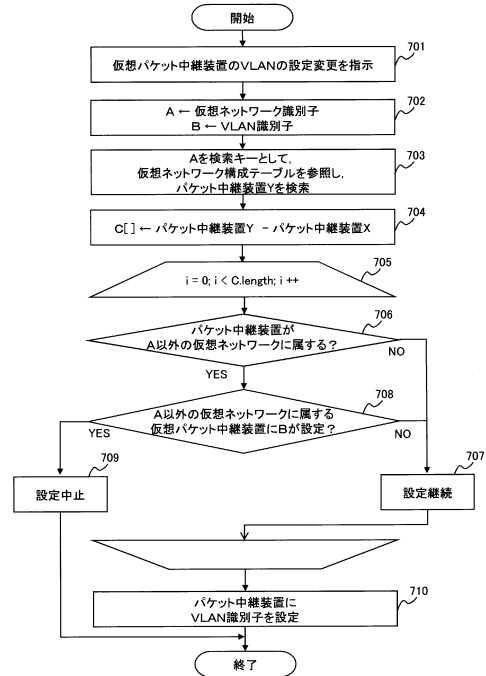 開始
701
仮想パケット中継装置のVLANの設定変更を指示
702
A ← 仮想ネットワーク識別子
B ← VLAN識別子
703
Aを検索キーとして,
仮想ネットワーク構成テーブルを参照し,
パケット中継装置Yを検索
704
C[ ] ← パケット中継装置Y － パケット中継装置X
705
i = 0; i < C.length; i ++
706
パケット中継装置が
A以外の仮想ネットワークに属する？
NO
YES
708
A以外の仮想ネットワークに属する
仮想パケット中継装置にBが設定？
YES
NO
709
設定中止
707
設定継続
710
パケット中継装置に
VLAN識別子を設定
終了